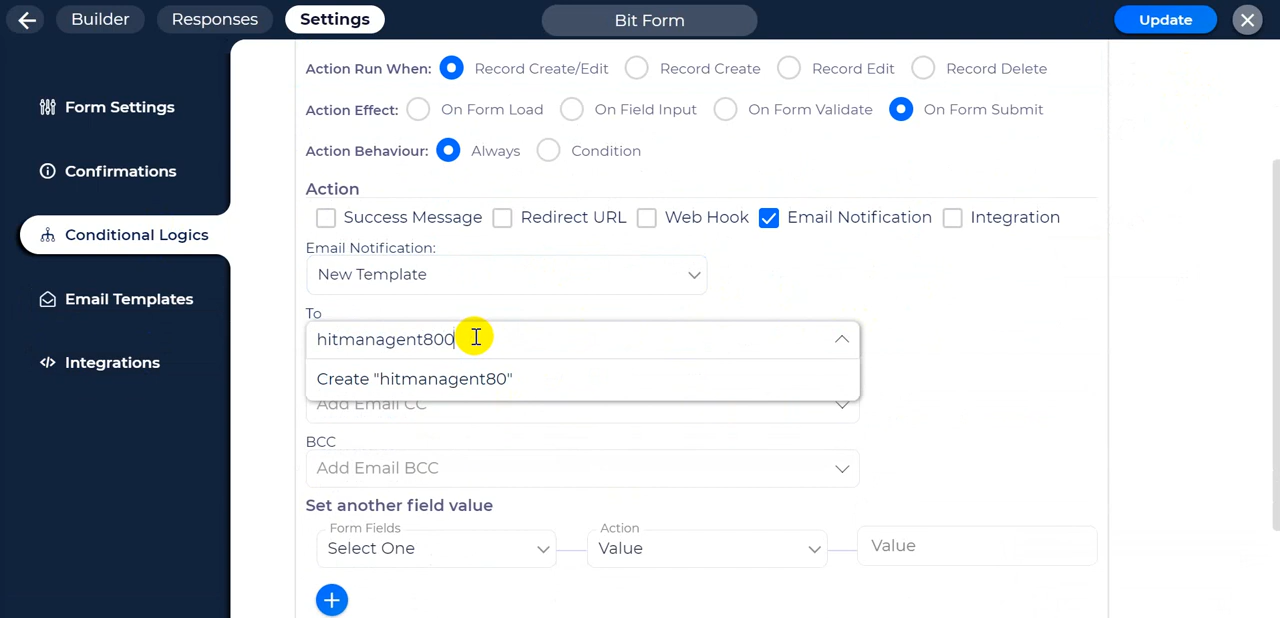 Builder Responses Settings Bit Form Update
Form Settings
Confirmations
Conditional Logics
Email Templates
Integrations
Action Run When: Record Create/Edit Record Create Record Edit Record Delete
Action Effect: On Form Load On Field Input On Form Validate On Form Submit
Action Behaviour: Always Condition
Action
Success Message Redirect URL Web Hook Email Notification Integration
Email Notification:
New Template
To
hitmanagent800
Create "hitmanagent80"
Add Email CC
BCC
Add Email BCC
Set another field value
Form Fields Action
Select One Value Value